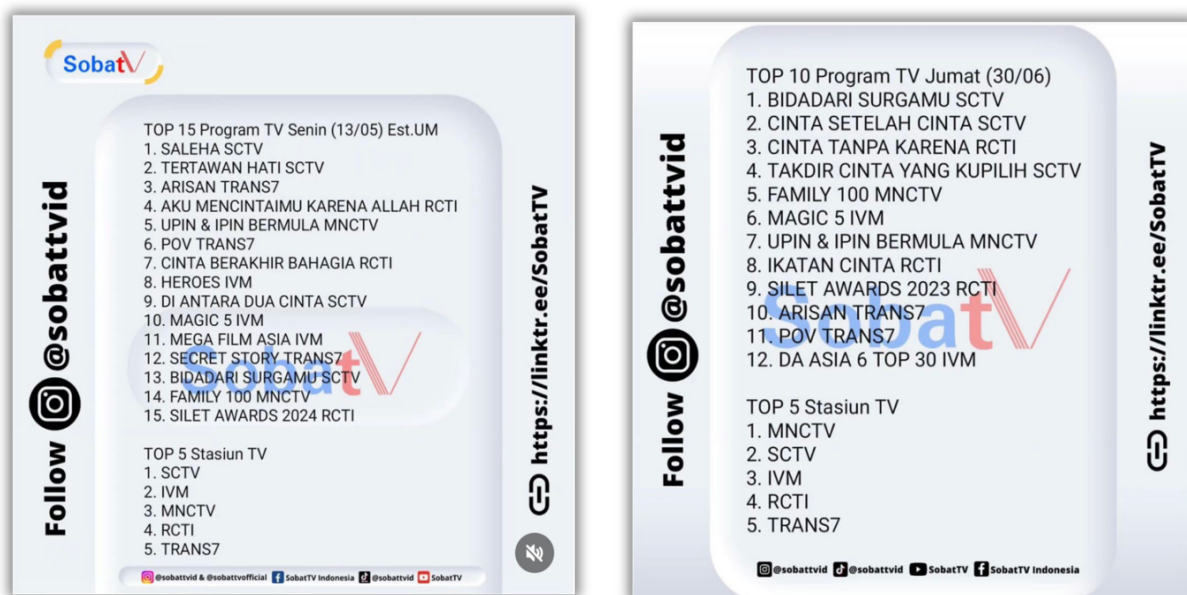 SobatV
TOP 15 Program TV Senin (13/05) Est.UM
1. SALEHA SCTV
2. TERTAWAN HATI SCTV
3. ARISAN TRANS7
4. AKU MENCINTAIMU KARENA ALLAH RCTI
5. UPIN & IPIN BERMULA MNCTV
6. POV TRANS7
7. CINTA BERAKHIR BAHAGIA RCTI
8. HEROES IVM
9. DI ANTARA DUA CINTA SCTV
10. MAGIC 5 IVM
11. MEGA FILM ASIA IVM
12. SECRET STORY TRANS7
13. BIDADARI SURGAMU SCTV
14. FAMILY 100 MNCTV
15. SILET AWARDS 2024 RCTI
SobatV
TOP 5 Stasiun TV
1. SCTV
2. IVM
3. MNCTV
4. RCTI
5. TRANS7
Follow @sobattvid
https://linktr.ee/SobatTV
@sobattvid & @sobattvofficial SobatTV Indonesia @sobattvid SobatTV
TOP 10 Program TV Jumat (30/06)
1. BIDADARI SURGAMU SCTV
2. CINTA SETELAH CINTA SCTV
3. CINTA TANPA KARENA RCTI
4. TAKDIR CINTA YANG KUPILIH SCTV
5. FAMILY 100 MNCTV
6. MAGIC 5 IVM
7. UPIN & IPIN BERMULA MNCTV
8. IKATAN CINTA RCTI
9. SILET AWARDS 2023 RCTI
10. ARISAN TRANS7
11. POV TRANS7
12. DA ASIA 6 TOP 30 IVM
SobatV
TOP 5 Stasiun TV
1. MNCTV
2. SCTV
3. IVM
4. RCTI
5. TRANS7
Follow @sobattvid
https://linktr.ee/SobatTV
@sobattvid @sobattvid SobatTV SobatTV Indonesia